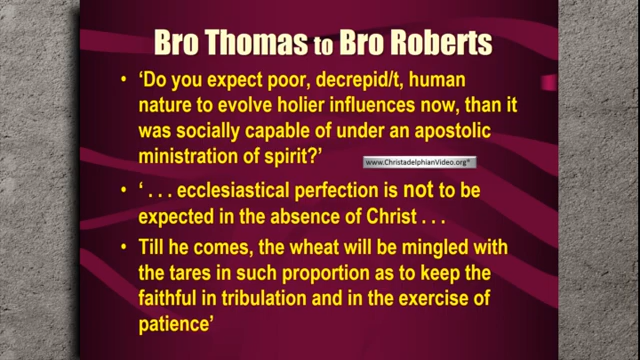 Bro Thomas to Bro Roberts
• ‘Do you expect poor, decrepid/t, human
nature to evolve holier influences now, than it
was socially capable of under an apostolic
ministration of spirit?’
www.ChristadelphianVideo.org
• ‘ . . . ecclesiastical perfection is not to be
expected in the absence of Christ . . .
• Till he comes, the wheat will be mingled with
the tares in such proportion as to keep the
faithful in tribulation and in the exercise of
patience’